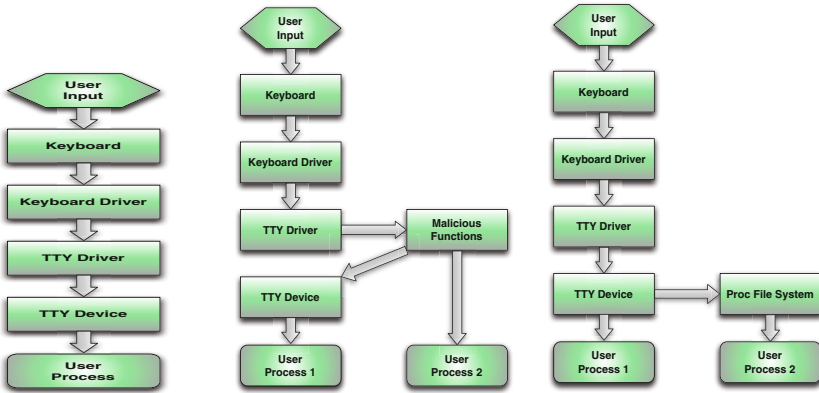 User
Input
Keyboard
Keyboard Driver
TTY Driver
TTY Device
User
Process
User
Input
Keyboard
Keyboard Driver
TTY Driver
Malicious
Functions
TTY Device
User
Process 1
User
Process 2
User
Input
Keyboard
Keyboard Driver
TTY Driver
TTY Device
Proc File System
User
Process 1
User
Process 2